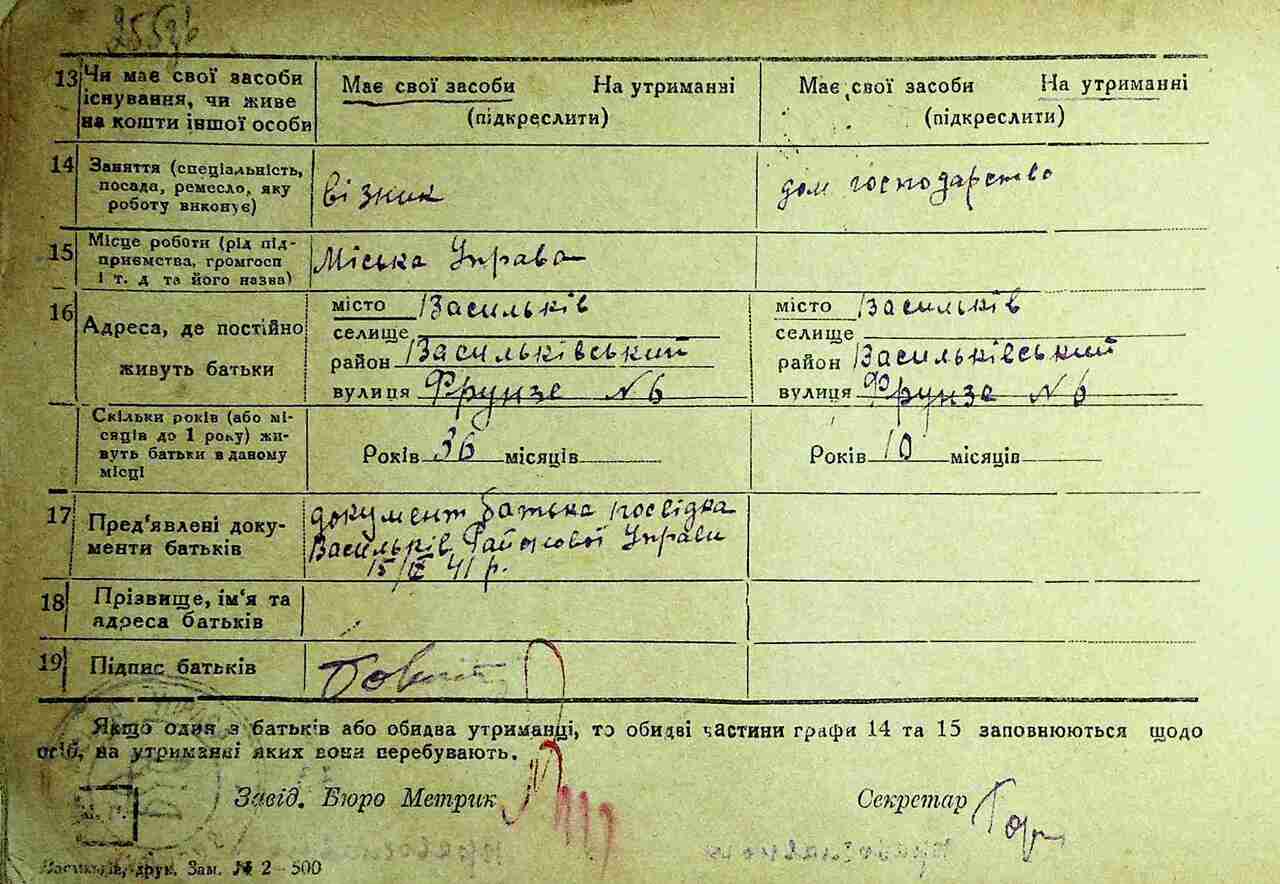 13 Чи має свої засоби існування, чи живе на кошти іншої особи
Має свої засоби На утриманні
(підкреслити)
Має свої засоби На утриманні
(підкреслити)
14 Заняття (спеціальність, посада, ремесло, яку роботу виконує)
візник
дом господарство
15 Місце роботи (рід підприємства, громгосп і т. д та його назва)
Міська Управа
16 Адреса, де постійно живуть батьки
місто Васильків
селище
район Васильківський
вулиця Фрунзе N 6
місто Васильків
селище
район Васильківський
вулиця Фрунзе N 6
Скільки років (або місяців до 1 року) живуть батьки в даному місці
Років 36 місяців
Років 10 місяців
17 Пред'явлені документи батьків
документ батька посвідка
Васильків Районової Управи
41 р.
18 Прізвище, ім'я та адреса батьків
19 Підпис батьків
Якщо один з батьків або обидва утриманці, то обидві частини графи 14 та 15 заповнюються щодо
осіб, на утриманні яких вони перебувають.
Завід. Бюро Метрик
Секретар
Васильків, друк. Зам. № 2-500